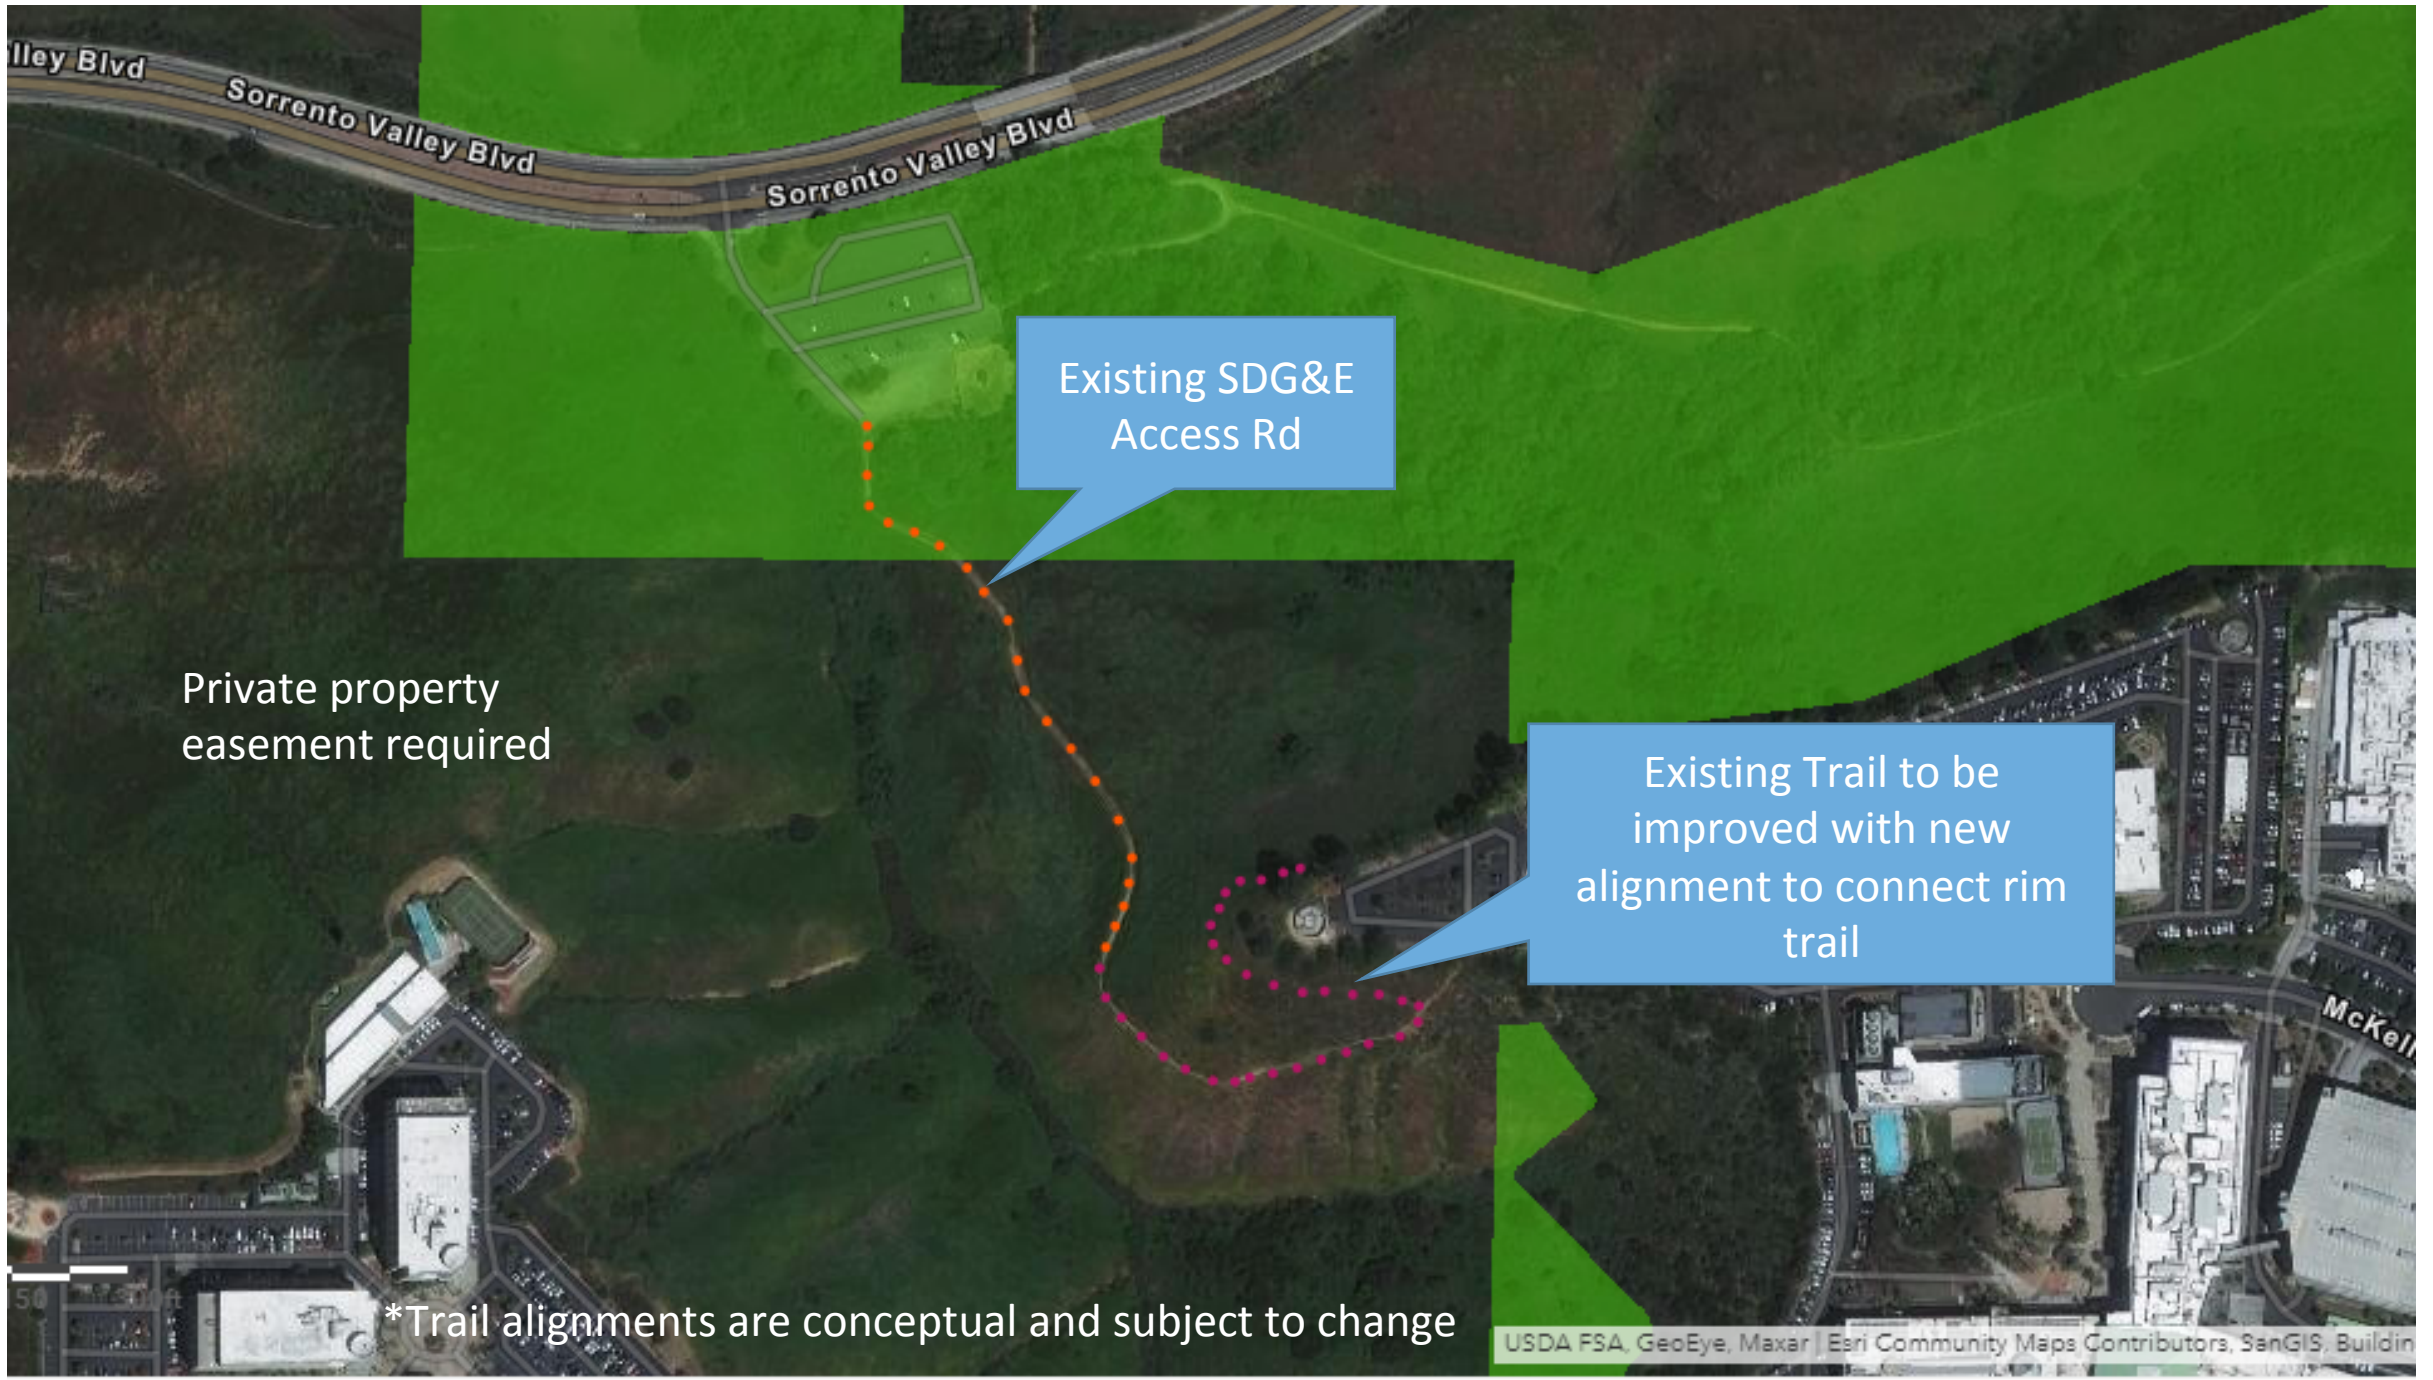 lley Blvd
Sorrento Valley Blvd
Sorrento Valley Blvd
Existing SDG&E
Access Rd
Private property
easement required
Existing Trail to be
improved with new
alignment to connect rim
trail
McKell
150 300ft
*Trail alignments are conceptual and subject to change
USDA FSA, GeoEye, Maxar | Esri Community Maps Contributors, SanGIS, Buildin